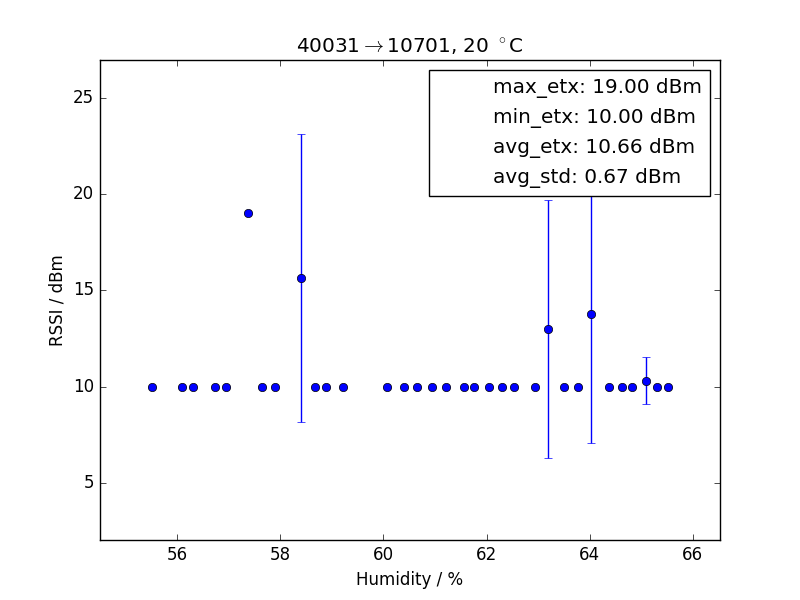 40031→10701, 20 °C
max_etx: 19.00 dBm
min_etx: 10.00 dBm
avg_etx: 10.66 dBm
avg_std: 0.67 dBm
RSSI / dBm
25
20
15
10
5
56 58 60 62 64 66
Humidity / %